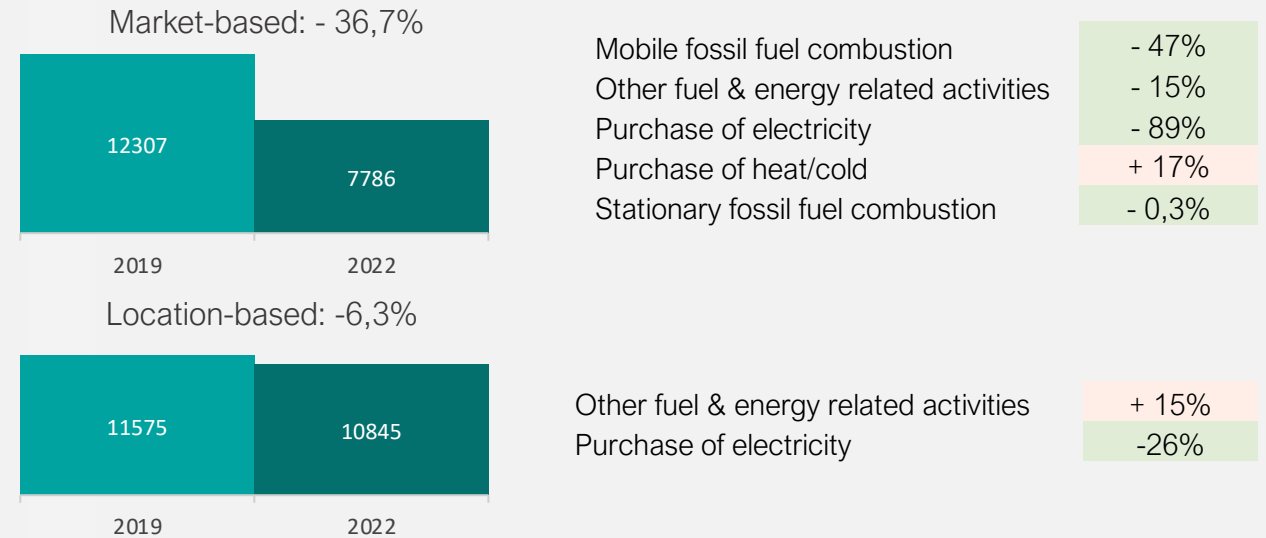 Market-based: - 36,7%
12307
7786
2019 2022
Mobile fossil fuel combustion - 47%
Other fuel & energy related activities - 15%
Purchase of electricity - 89%
Purchase of heat/cold + 17%
Stationary fossil fuel combustion - 0,3%
Location-based: -6,3%
11575 10845
2019 2022
Other fuel & energy related activities + 15%
Purchase of electricity -26%